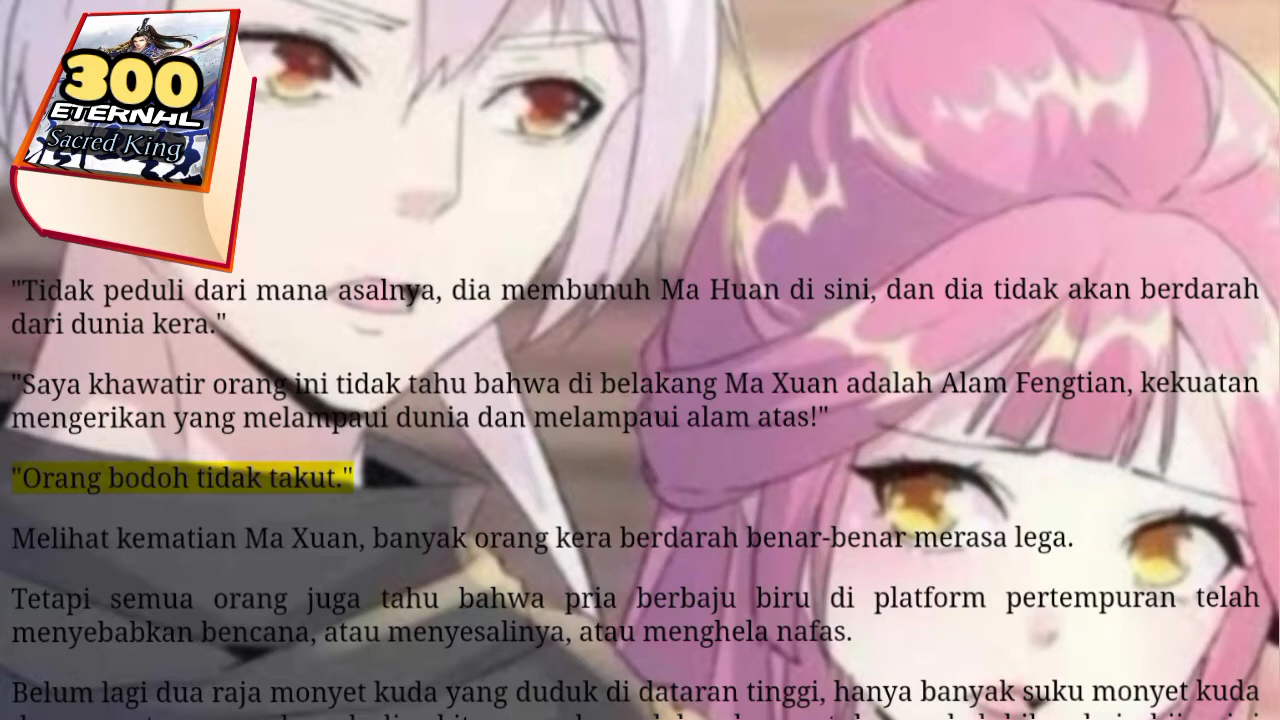 300
ETERNAL
Sacred King
"Tidak peduli dari mana asalnya, dia membunuh Ma Huan di sini, dan dia tidak akan berdarah
dari dunia kera."
"Saya khawatir orang ini tidak tahu bahwa di belakang Ma Xuan adalah Alam Fengtian, kekuatan
mengerikan yang melampaui dunia dan melampaui alam atas!"
"Orang bodoh tidak takut."
Melihat kematian Ma Xuan, banyak orang kera berdarah benar-benar merasa lega.
Tetapi semua orang juga tahu bahwa pria berbaju biru di platform pertempuran telah
menyebabkan bencana, atau menyesalinya, atau menghela nafas.
Belum lagi dua raja monyet kuda yang duduk di dataran tinggi, hanya banyak suku monyet kuda